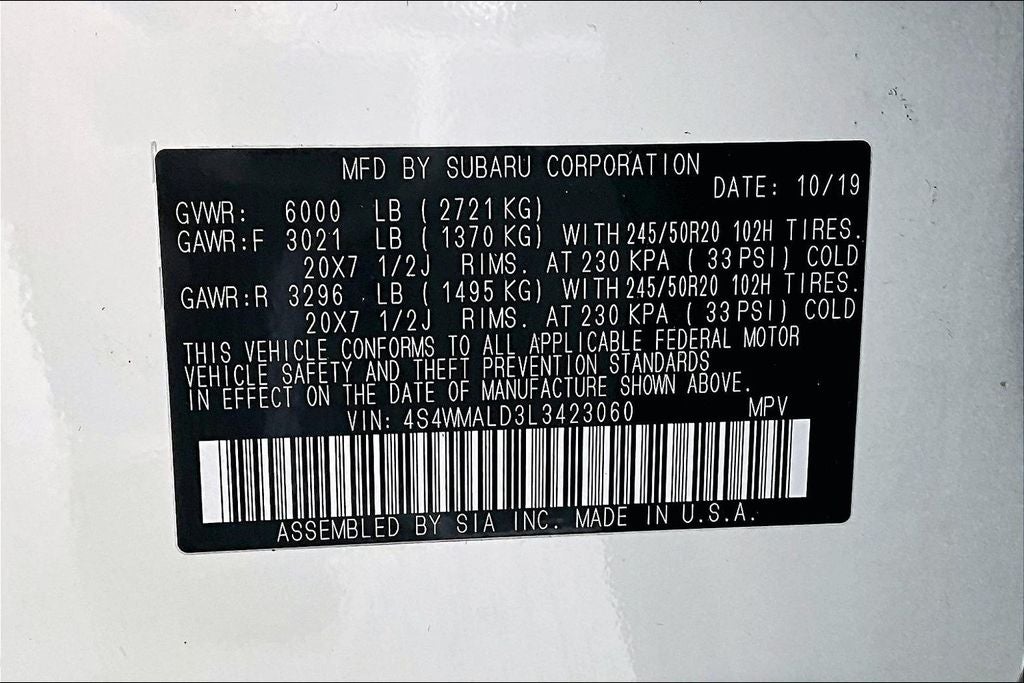 MFD BY SUBARU CORPORATION
DATE: 10/19
GVWR: 6000 LB ( 2721 KG)
GAWR:F 3021 LB ( 1370 KG) WITH 245/50R20 102H TIRES.
20X7 1/2J RIMS. AT 230 KPA ( 33 PSI) COLD
GAWR:R 3296 LB ( 1495 KG) WITH 245/50R20 102H TIRES.
20X7 1/2J RIMS. AT 230 KPA ( 33 PSI) COLD
THIS VEHICLE CONFORMS TO ALL APPLICABLE FEDERAL MOTOR
VEHICLE SAFETY AND THEFT PREVENTION STANDARDS
IN EFFECT ON THE DATE OF MANUFACTURE SHOWN ABOVE.
VIN: 4S4WMALD3L3423060 MPV
ASSEMBLED BY SIA INC. MADE IN U.S.A.